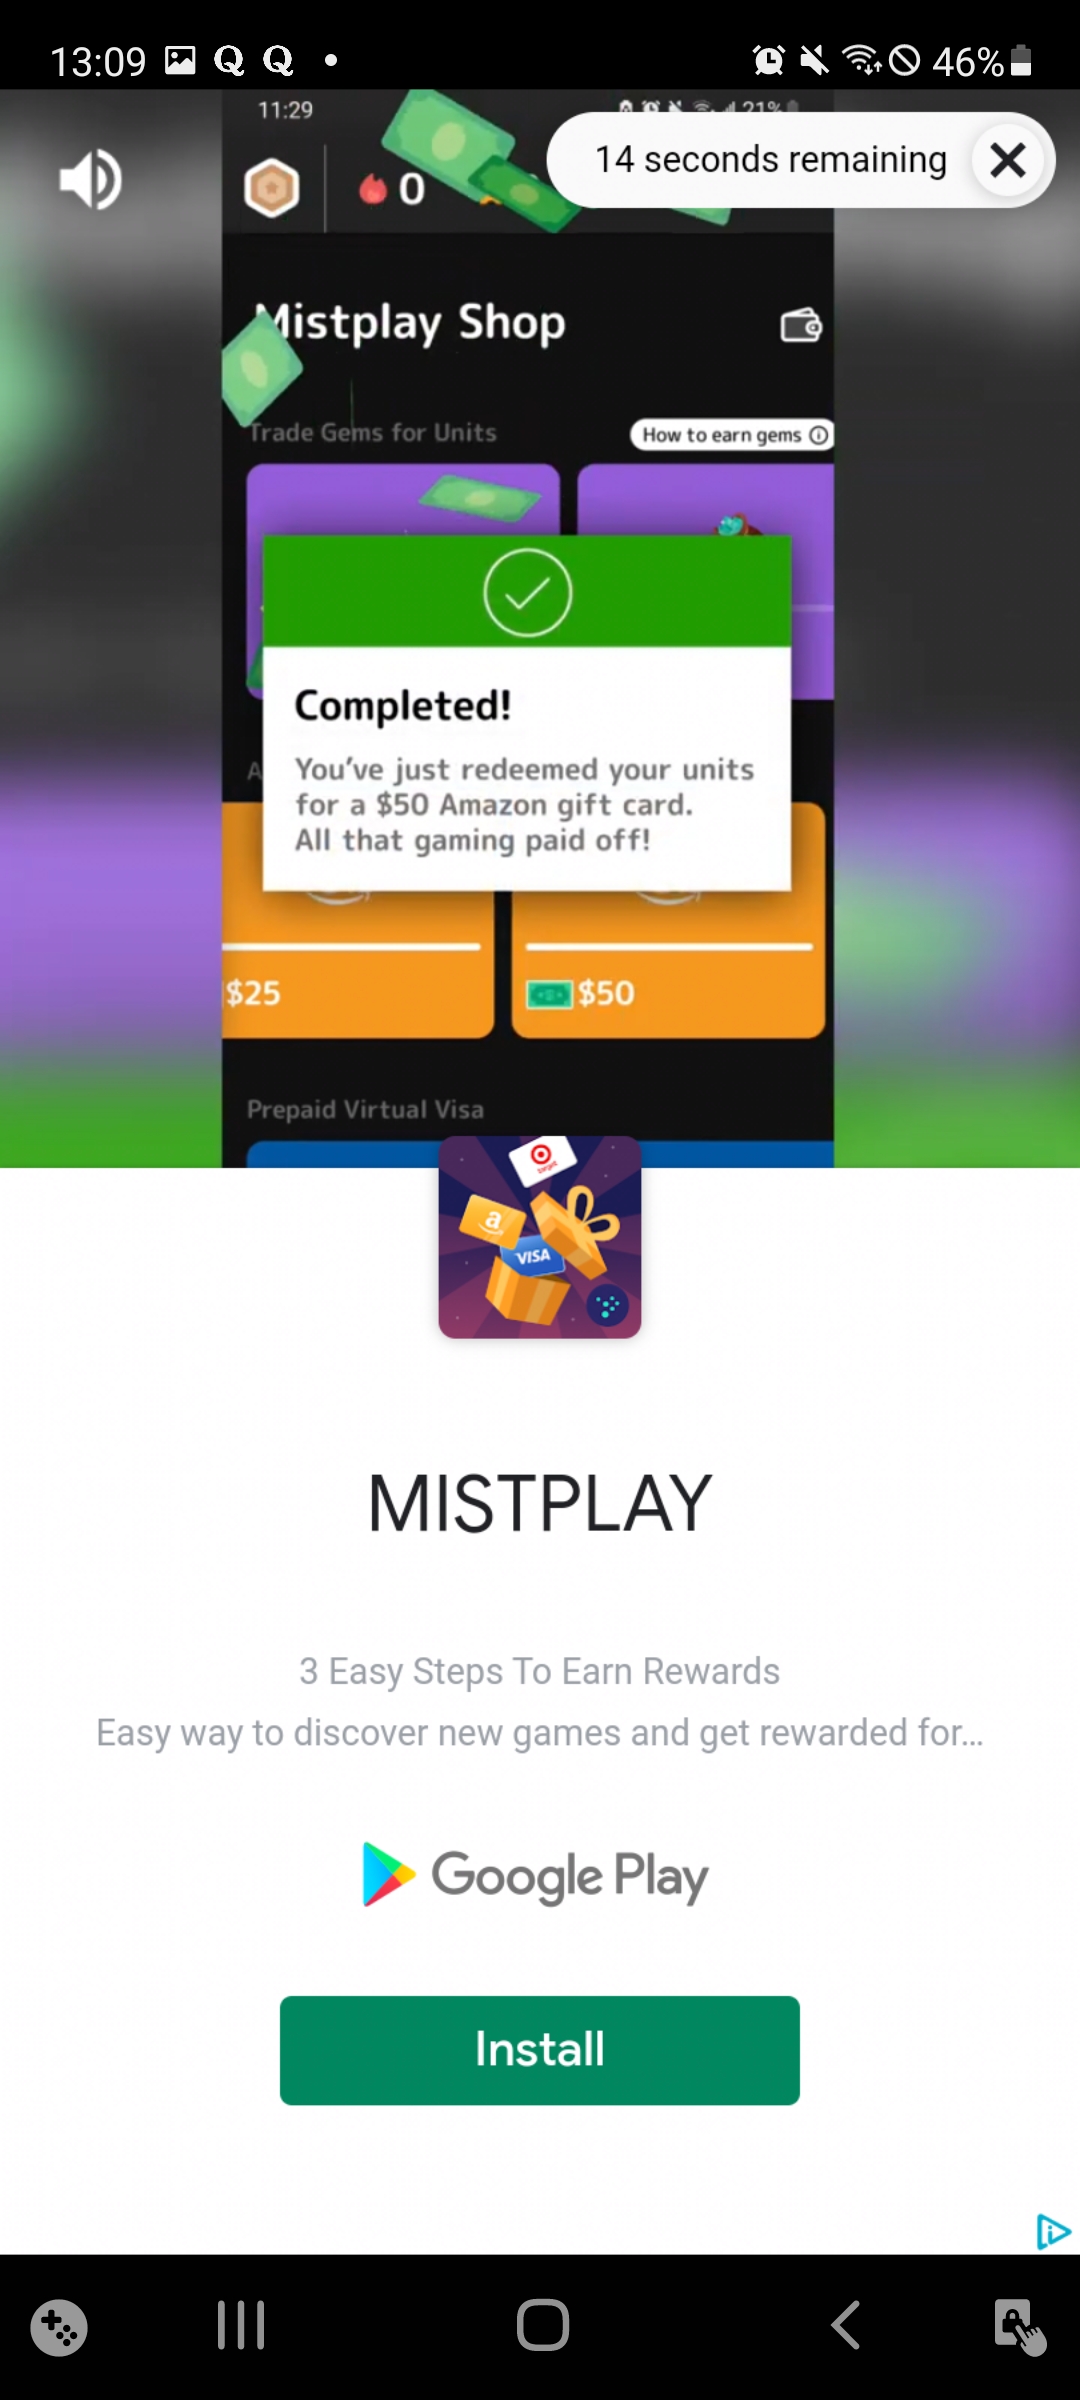 13:09
46%
11:29
21%
14 seconds remaining
0
Mistplay Shop
Trade Gems for Units
How to earn gems
Completed!
A
You've just redeemed your units
for a $50 Amazon gift card.
All that gaming paid off!
$25
$50
Prepaid Virtual Visa
a
VISA
MISTPLAY
3 Easy Steps To Earn Rewards
Easy way to discover new games and get rewarded for...
Google Play
Install